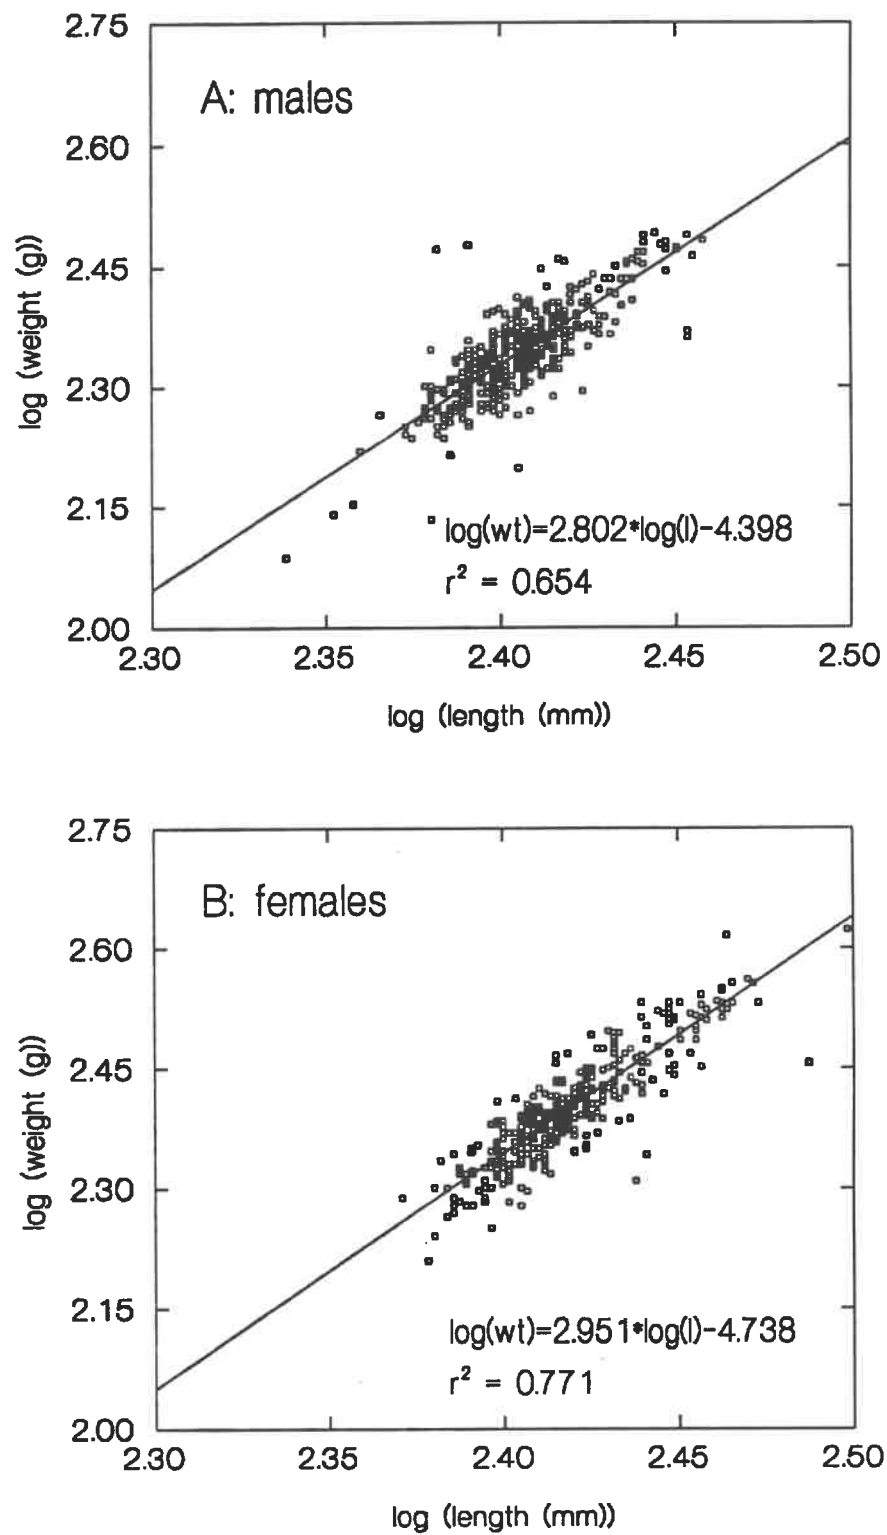 2.75
A: males
2.60
2.45
log (weight (g))
2.30
2.15
log(wt)=2.802*log(l)-4.398
r² = 0.654
2.00
2.30 2.35 2.40 2.45 2.50
log (length (mm))
2.75
B: females
2.60
2.45
log (weight (g))
2.30
2.15
log(wt)=2.951*log(l)-4.738
r² = 0.771
2.00
2.30 2.35 2.40 2.45 2.50
log (length (mm))